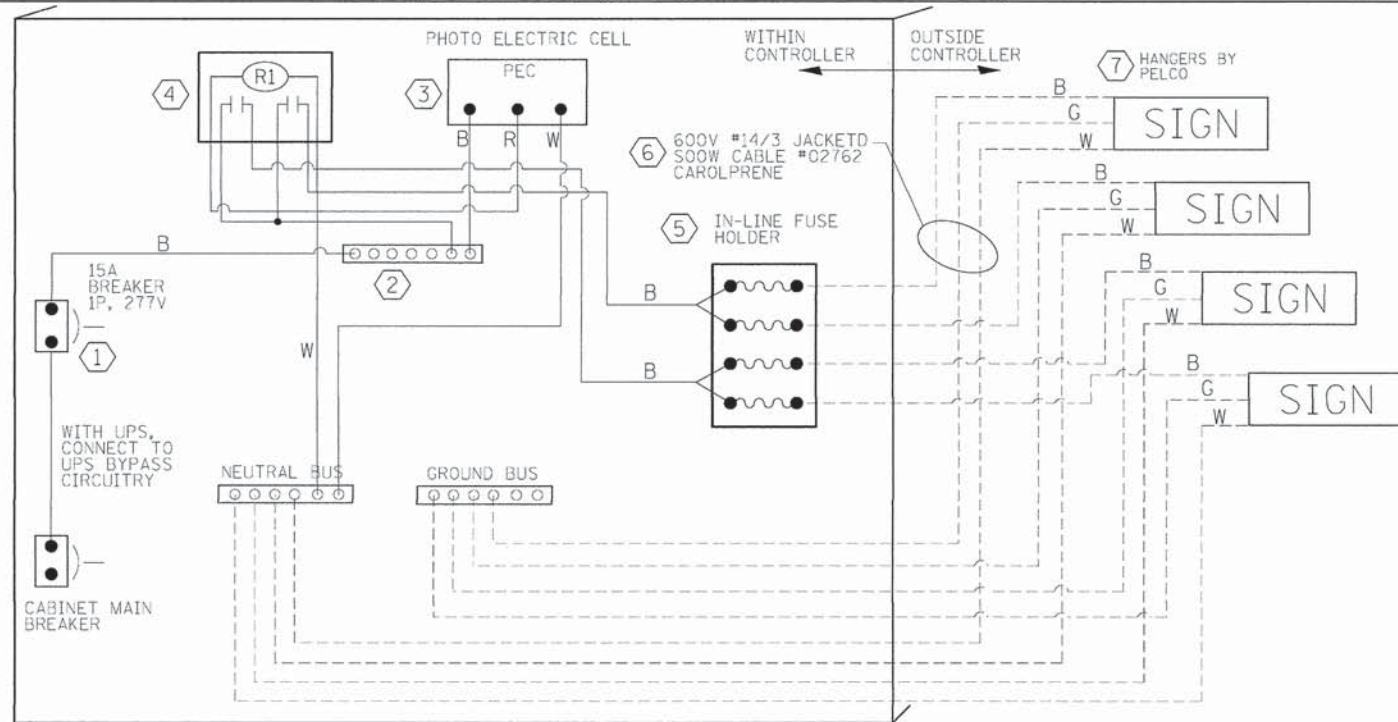 PHOTO ELECTRIC CELL
WITHIN
CONTROLLER
OUTSIDE
CONTROLLER
7
HANGERS BY
PELCO
4
R1
3
PEC
B
R
W
6
600V #14/3 JACKETD
SOOW CABLE #02762
CAROLPRENE
B
G
W
SIGN
B
G
W
SIGN
5
IN-LINE FUSE
HOLDER
B
15A
BREAKER
1P, 277V
2
1
W
B
B
B
G
W
SIGN
B
G
W
SIGN
WITH UPS,
CONNECT TO
UPS BYPASS
CIRCUITRY
NEUTRAL BUS
GROUND BUS
CABINET MAIN
BREAKER